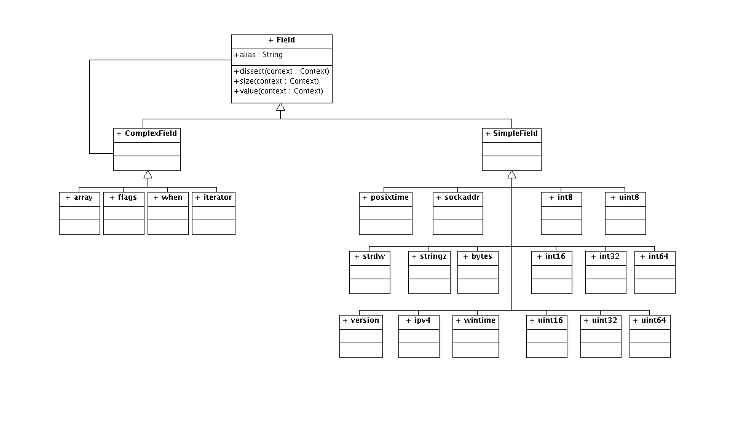 + Field
+alias : String
+dissect(context : Context)
+size(context : Context)
+value(context : Context)
+ ComplexField
+ SimpleField
+ array
+ flags
+ when
+ iterator
+ posixtime
+ sockaddr
+ int8
+ uint8
+ strdw
+ stringz
+ bytes
+ int16
+ int32
+ int64
+ version
+ ipv4
+ wintime
+ uint16
+ uint32
+ uint64